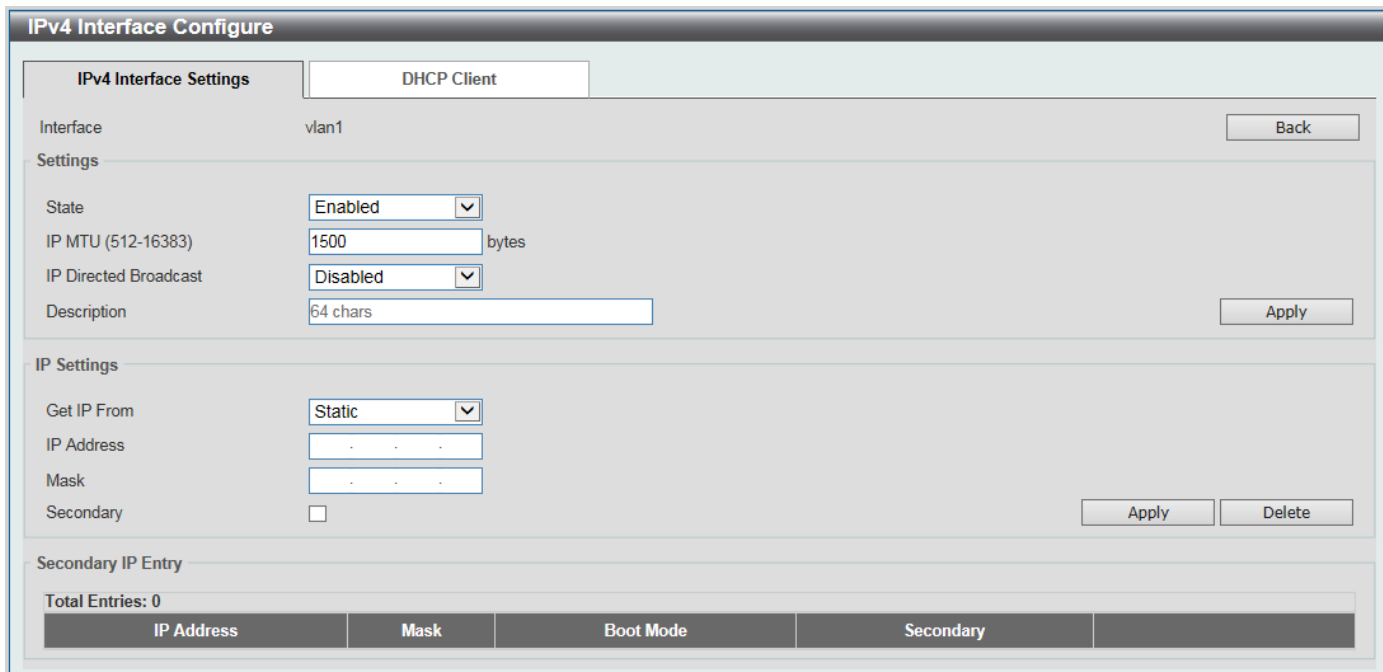 IPv4 Interface Configure
IPv4 Interface Settings DHCP Client
Interface vlan1 Back
Settings
State Enabled
IP MTU (512-16383) 1500 bytes
IP Directed Broadcast Disabled
Description 64 chars Apply
IP Settings
Get IP From Static
IP Address . . .
Mask . . .
Secondary Apply Delete
Secondary IP Entry
Total Entries: 0
IP Address Mask Boot Mode Secondary